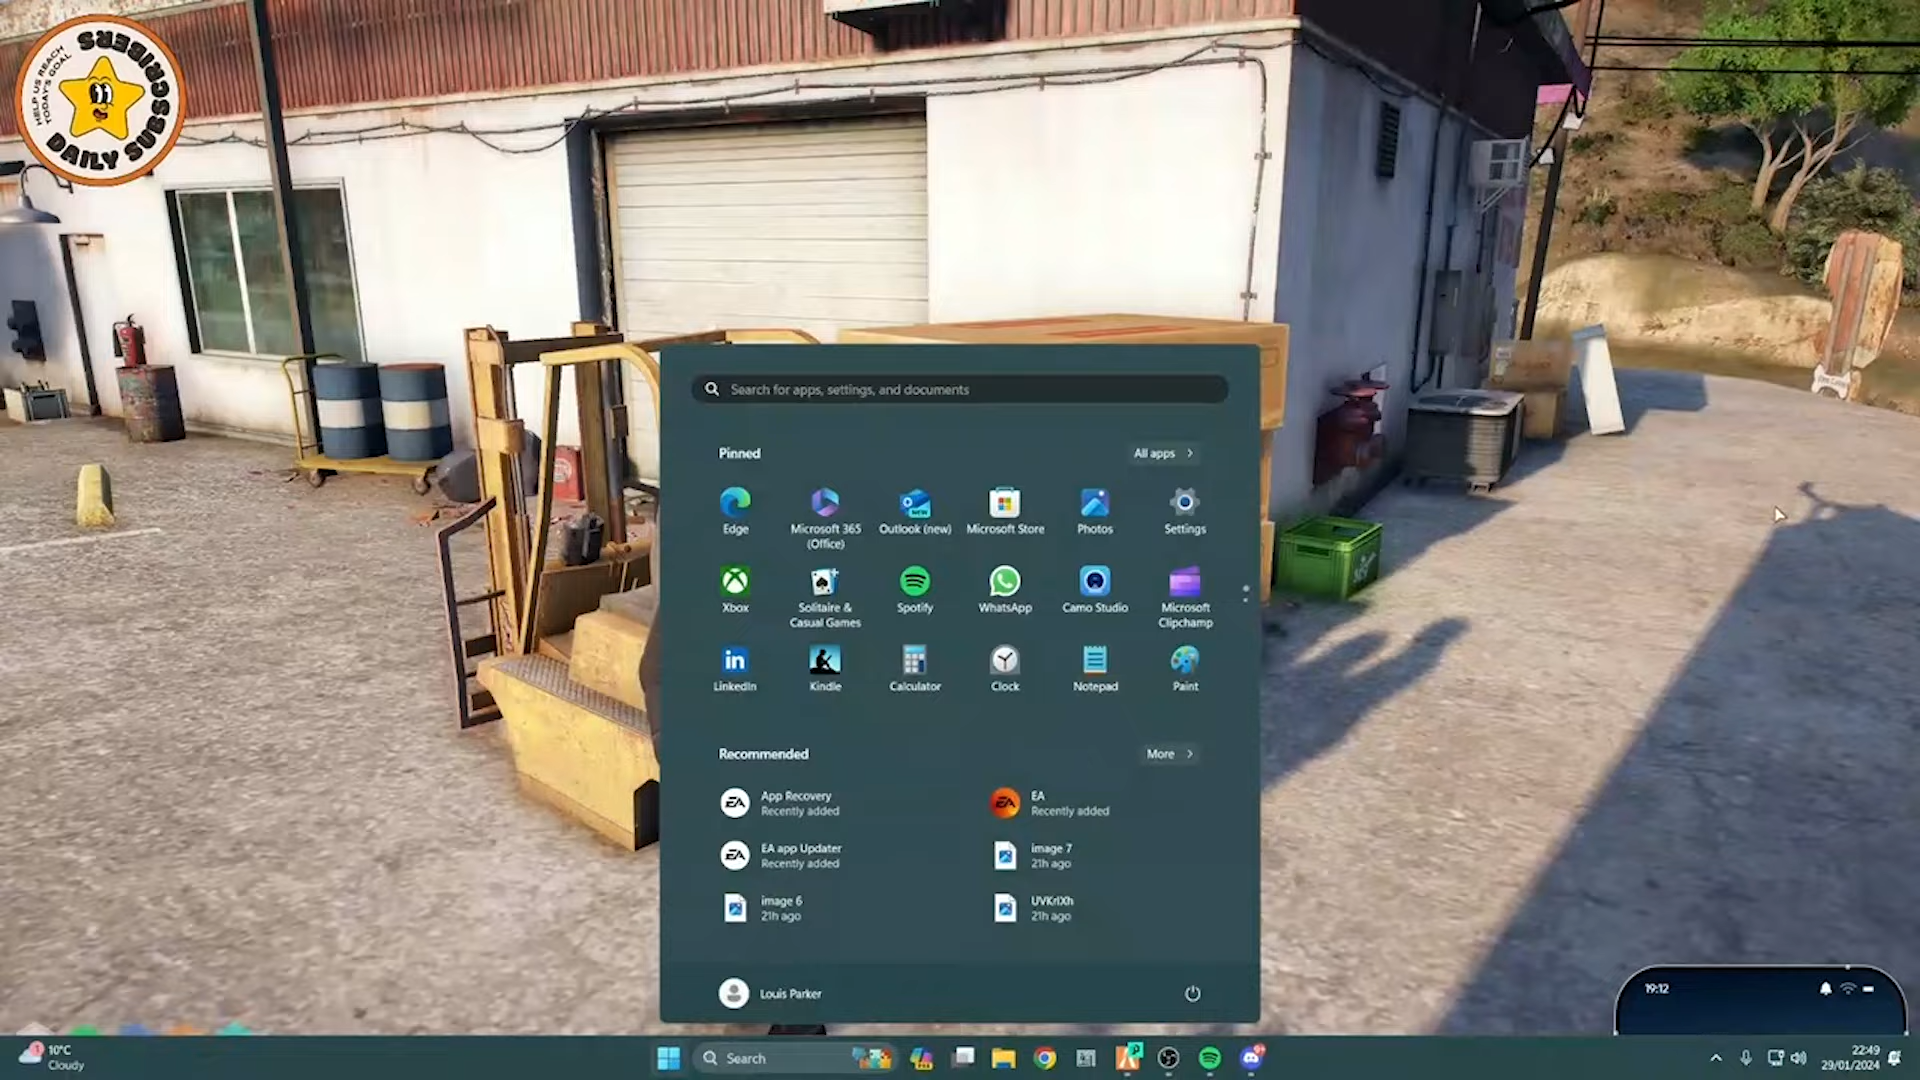 HELP US REACH
TODAY'S GOAL
DAILY SUBSCRIBERS
Search for apps, settings, and documents
Pinned
All apps >
Edge
Microsoft 365
(Office)
Outlook (new)
Microsoft Store
Photos
Settings
Xbox
Solitaire &
Casual Games
Spotify
WhatsApp
Camo Studio
Microsoft
Clipchamp
LinkedIn
Kindle
Calculator
Clock
Notepad
Paint
Recommended
More >
App Recovery
Recently added
EA
Recently added
EA app Updater
Recently added
image 7
21h ago
image 6
21h ago
UVKrlXh
21h ago
Louis Parker
19:12
1
10°C
Cloudy
Search
22:49
29/01/2024